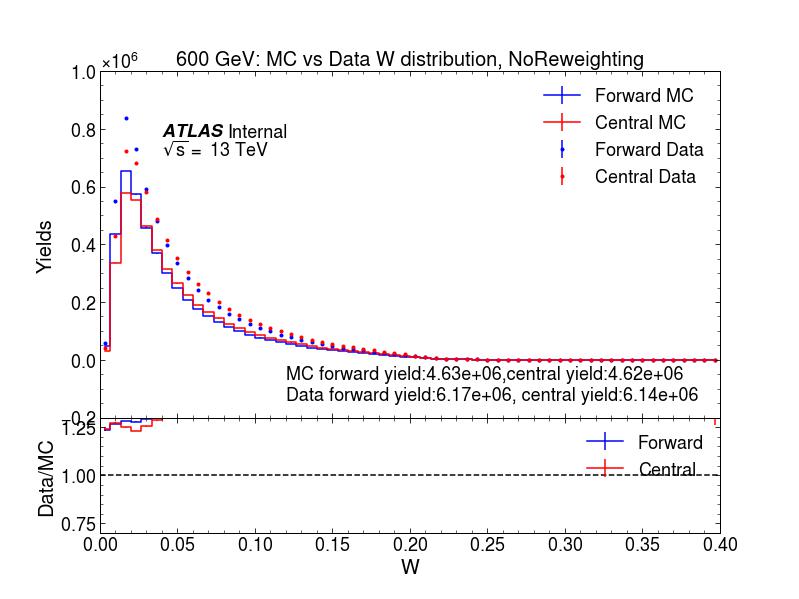 600 GeV: MC vs Data W distribution, NoReweighting
×10⁶
1.0
0.8
0.6
0.4
0.2
0.0
0.2
Yields
ATLAS Internal
√s = 13 TeV
Forward MC
Central MC
Forward Data
Central Data
MC forward yield:4.63e+06,central yield:4.62e+06
Data forward yield:6.17e+06, central yield:6.14e+06
1.25
1.00
0.75
Data/MC
Forward
Central
0.00 0.05 0.10 0.15 0.20 0.25 0.30 0.35 0.40
W